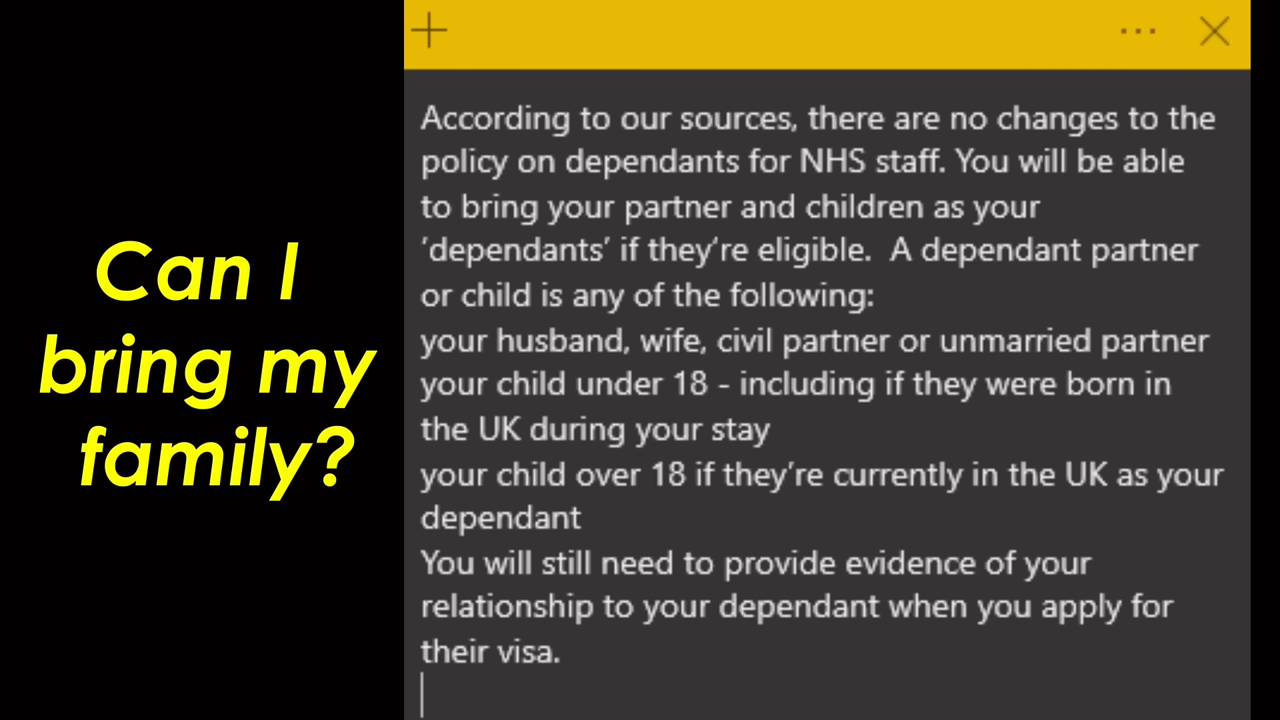 Can I
bring my
family?
According to our sources, there are no changes to the
policy on dependants for NHS staff. You will be able
to bring your partner and children as your
‘dependants’ if they’re eligible.  A dependant partner
or child is any of the following:
your husband, wife, civil partner or unmarried partner
your child under 18 - including if they were born in
the UK during your stay
your child over 18 if they’re currently in the UK as your
dependant
You will still need to provide evidence of your
relationship to your dependant when you apply for
their visa.